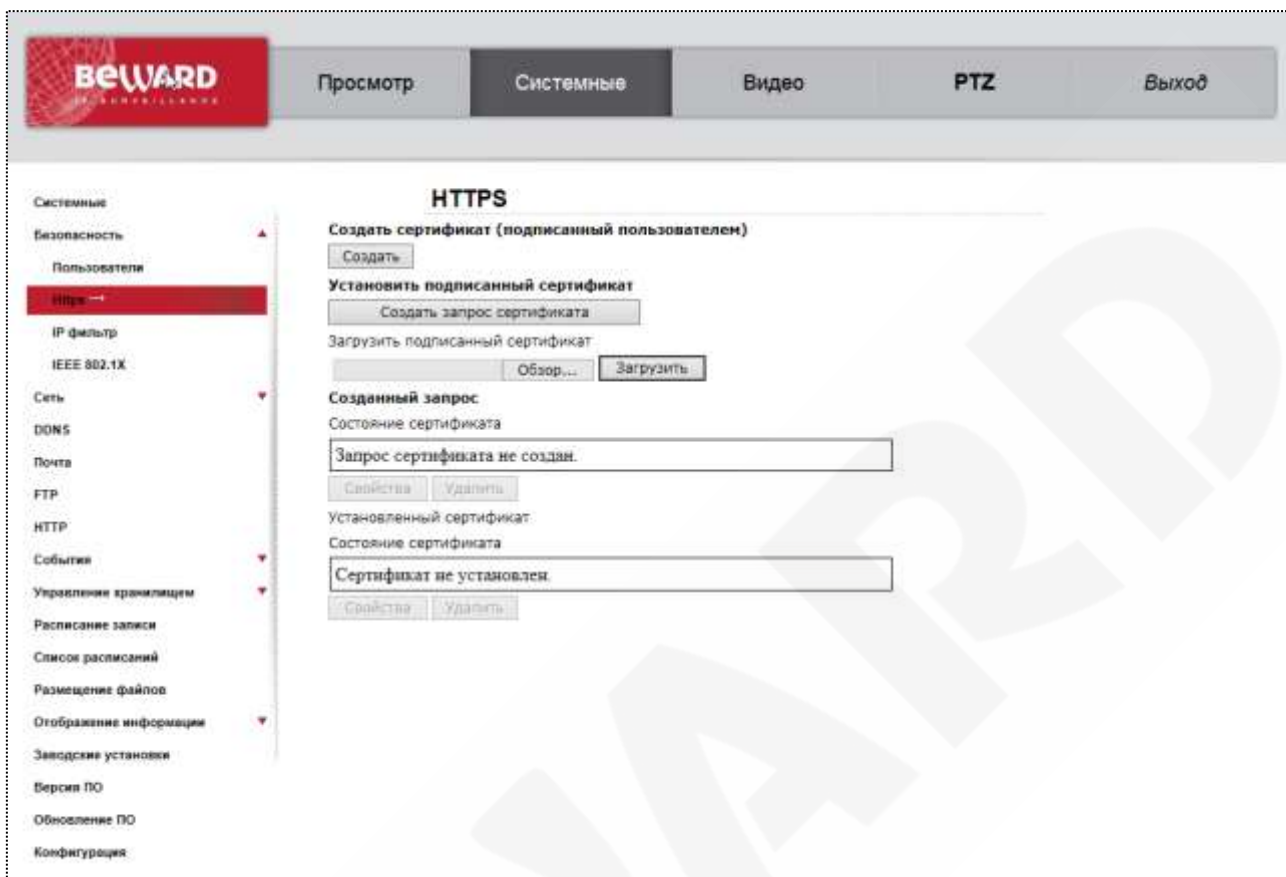 BEWARD
Просмотр Системные Видео PTZ Выход
Системные
Безопасность
Пользователи
Https
IP фильтр
IEEE 802.1X
Сеть
DDNS
Почта
FTP
HTTP
События
Управление хранилищем
Расписание записи
Список расписаний
Размещение файлов
Отображение информации
Заводские установки
Версия ПО
Обновление ПО
Конфигурация
HTTPS
Создать сертификат (подписанный пользователем)
Создать
Установить подписанный сертификат
Создать запрос сертификата
Загрузить подписанный сертификат
Обзор... Загрузить
Созданный запрос
Состояние сертификата
Запрос сертификата не создан.
Свойства Удалить
Установленный сертификат
Состояние сертификата
Сертификат не установлен.
Свойства Удалить